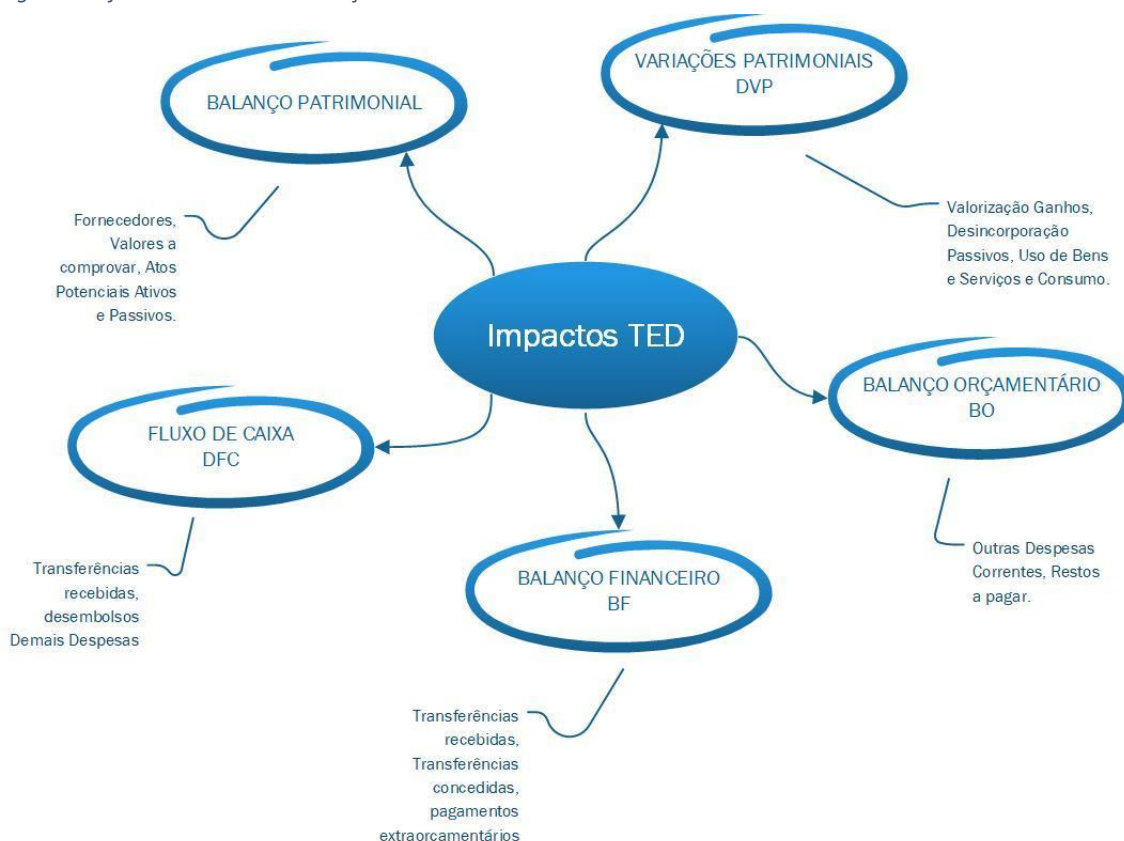 BALANÇO PATRIMONIAL
VARIAÇÕES PATRIMONIAIS
DVP
Fornecedores,
Valores a
comprovar, Atos
Potenciais Ativos
e Passivos.
Valorização Ganhos,
Desincorporação
Passivos, Uso de Bens
e Serviços e Consumo.
Impactos TED
FLUXO DE CAIXA
DFC
BALANÇO ORÇAMENTÁRIO
BO
Transferências
recebidas,
desembolsos
Demais Despesas
BALANÇO FINANCEIRO
BF
Outras Despesas
Correntes, Restos
a pagar.
Transferências
recebidas,
Transferências
concedidas,
pagamentos
extraorcamentários